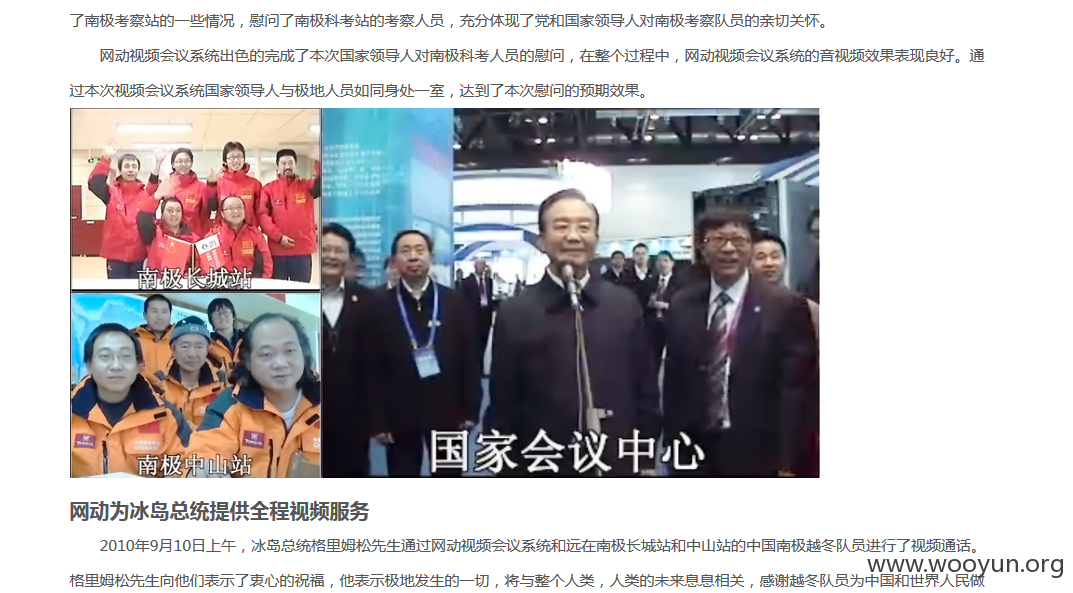 了南极考察站的一些情况，慰问了南极科考站的考察人员，充分体现了党和国家领导人对南极考察队员的亲切关怀。
网动视频会议系统出色的完成了本次国家领导人对南极科考人员的慰问，在整个过程中，网动视频会议系统的音视频效果表现良好。通
过本次视频会议系统国家领导人与极地人员如同身处一室，达到了本次慰问的预期效果。
南极长城站
南极中山站
国家会议中心
网动为冰岛总统提供全程视频服务
2010年9月10日上午，冰岛总统格里姆松先生通过网动视频会议系统和远在南极长城站和中山站的中国南极越冬队员进行了视频通话。
格里姆松先生向他们表示了衷心的祝福，他表示极地发生的一切，将与整个人类，人类的未来息息相关，感谢越冬队员为中国和世界人民做
www.wooyun.org